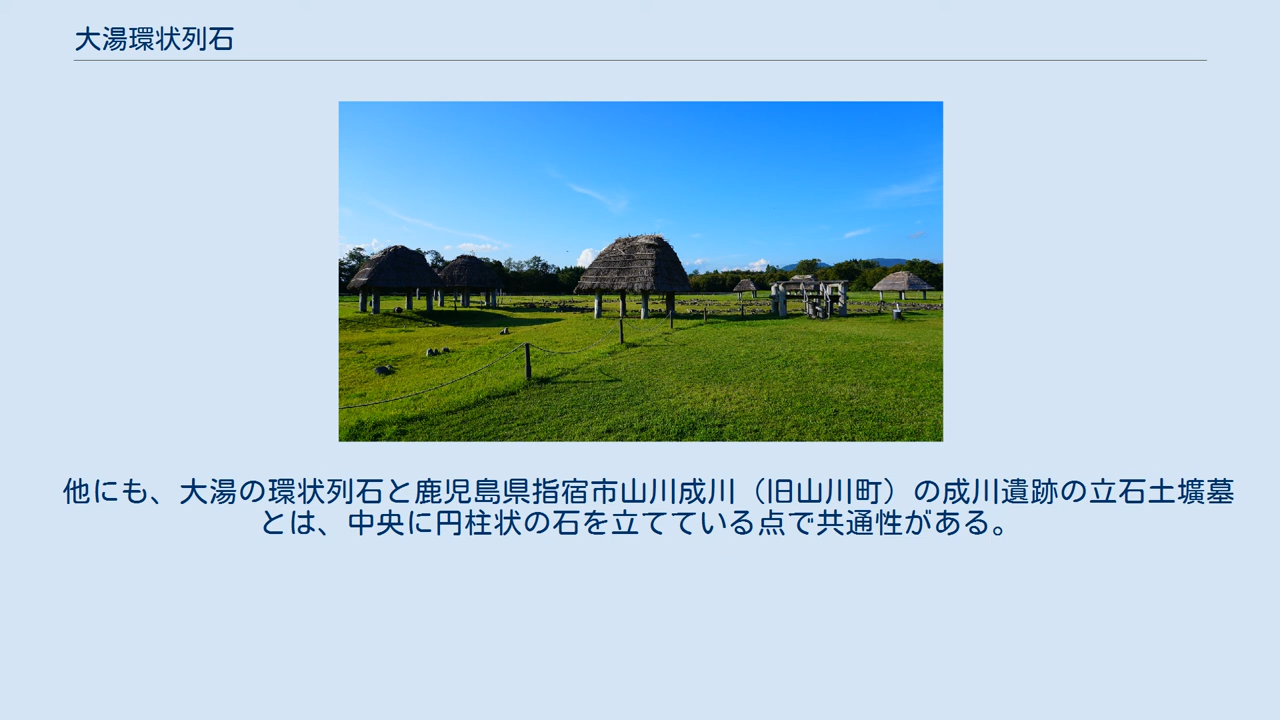 大湯環状列石
他にも、大湯の環状列石と鹿児島県指宿市山川成川（旧山川町）の成川遺跡の立石土壙墓
とは、中央に円柱状の石を立てている点で共通性がある。